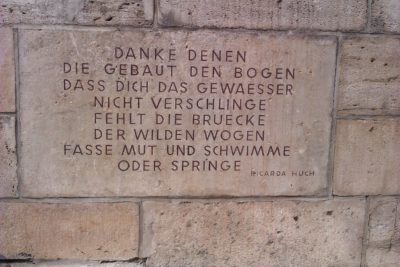 DANKE DENEN
DIE GEBAUT DEN BOGEN
DASS DICH DAS GEWAESSER
NICHT VERSCHLINGE
FEHLT DIE BRUECKE
DER WILDEN WOGEN
FASSE MUT UND SCHWIMME
ODER SPRINGE
RICARDA HUCH